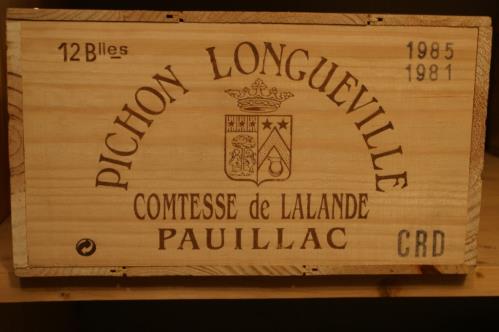 12 Blles
1985
1981
PICHON LONGUEVILLE
COMTESSE de LALANDE
PAUILLAC
CRD